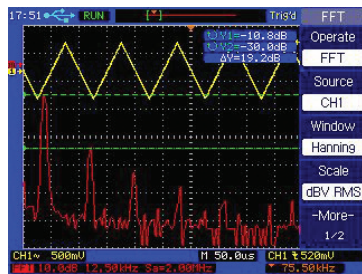 17:51 RUN Trig'd FFT
V1=-10.8dB
V2=-30.0dB
ΔV=19.2dB
Operate
FFT
Source
CH1
Window
Hanning
Scale
dBV RMS
-More-
1/2
CH1~ 500mV M 50.0us CH1 520mV
FFT 10.0dB 12.50kHz Sa=2.00MHz 75.50kHz